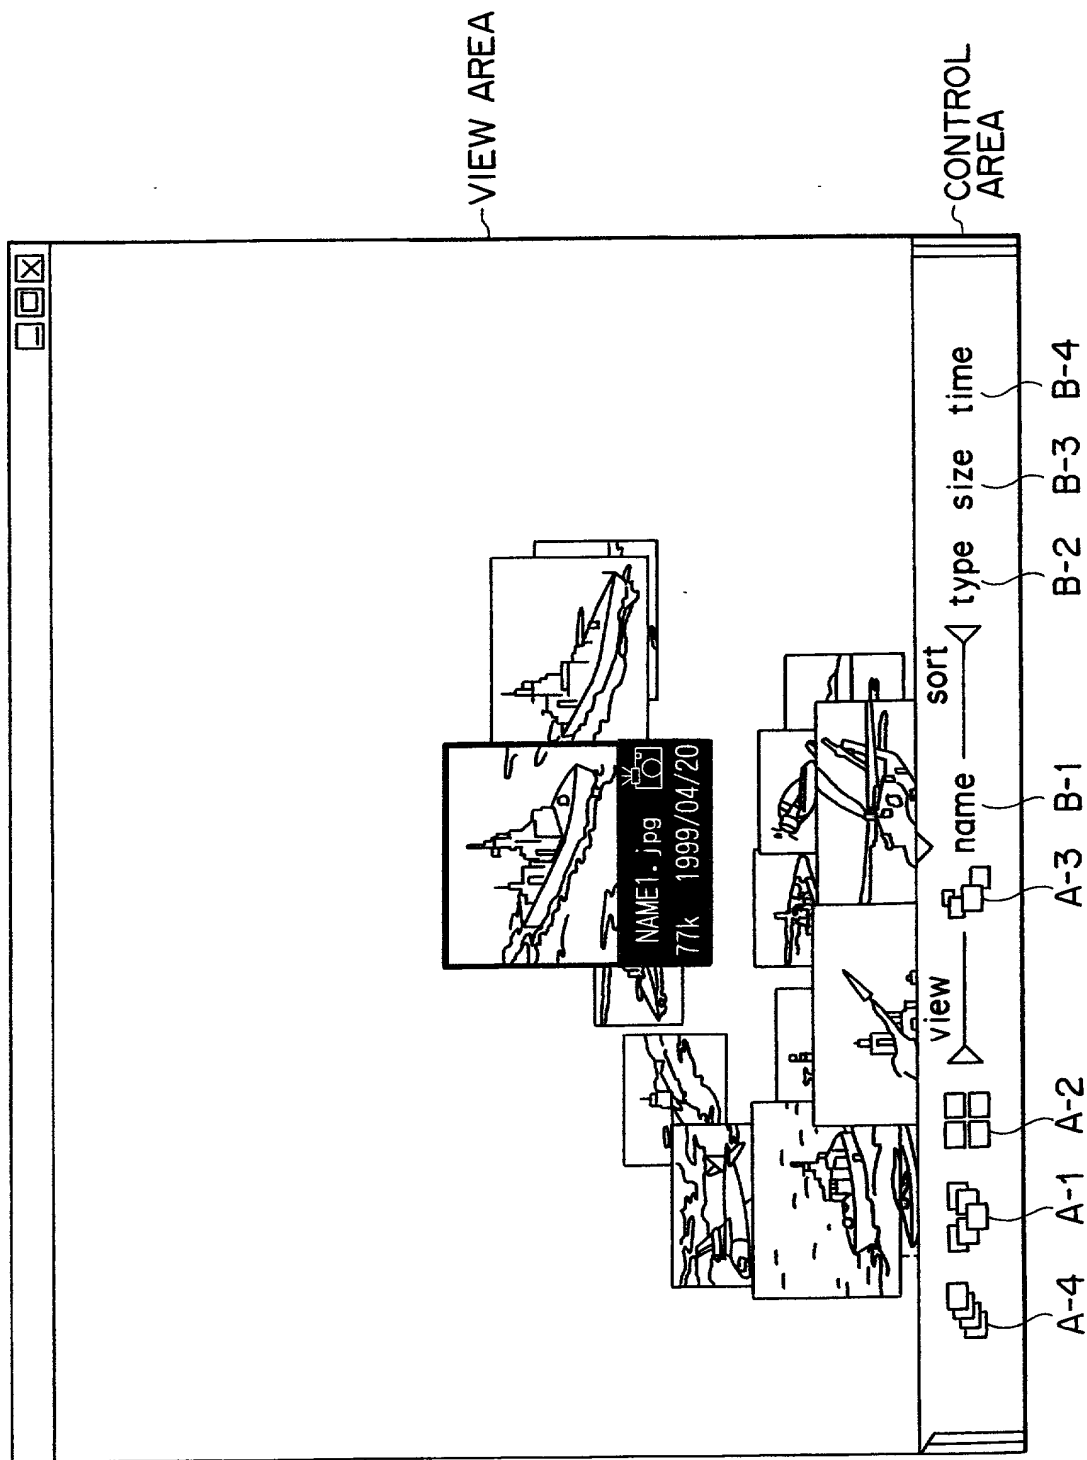 VIEW AREA
NAME1.jpg
77k 1999/04/20
CONTROL
AREA
view
sort
name
type
size
time
A-4
A-1
A-2
A-3
B-1
B-2
B-3
B-4